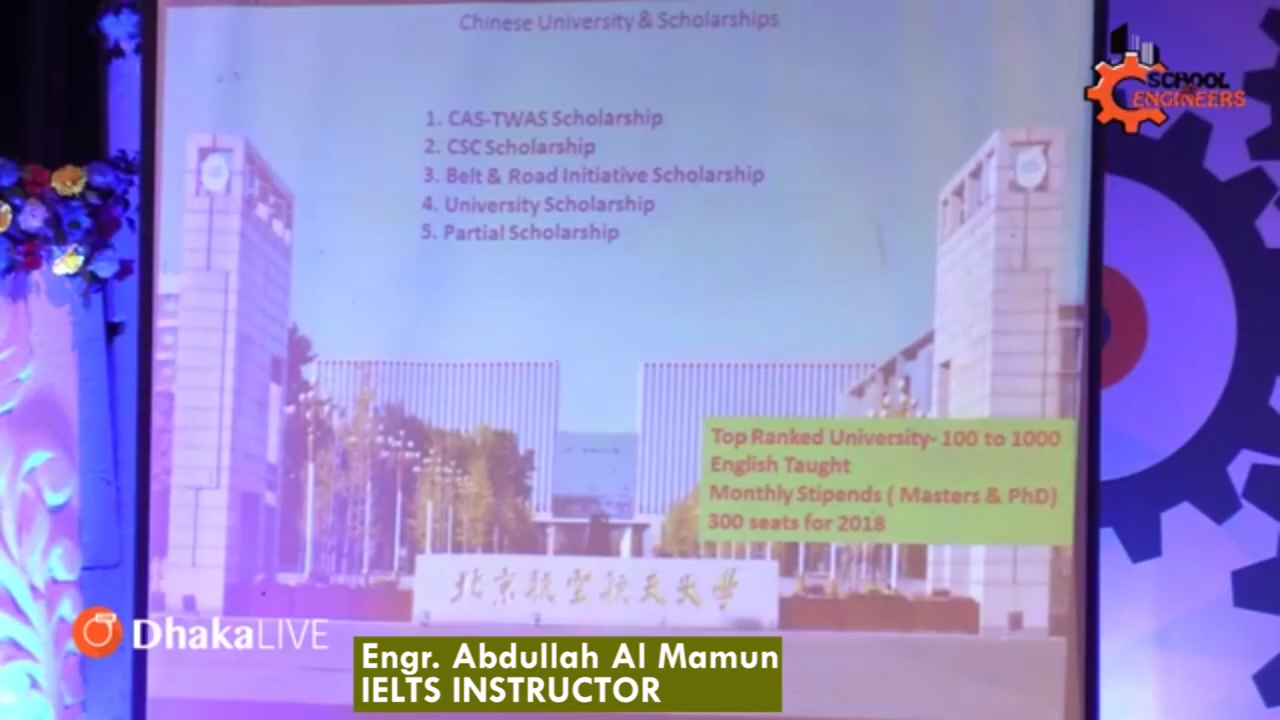 Chinese University & Scholarships
SCHOOL
OF
ENGINEERS
1. CAS-TWAS Scholarship
2. CSC Scholarship
3. Belt & Road Initiative Scholarship
4. University Scholarship
5. Partial Scholarship
Top Ranked University- 100 to 1000
English Taught
Monthly Stipends ( Masters & PhD)
300 seats for 2018
北京航空航天大学
LIVE
DhakaLIVE
Engr. Abdullah Al Mamun
IELTS INSTRUCTOR